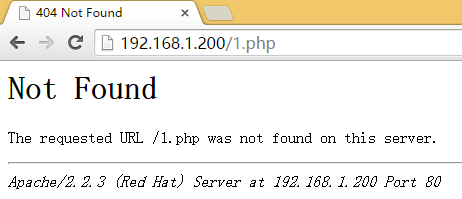 404 Not Found
192.168.1.200/1.php
Not Found
The requested URL /1.php was not found on this server.
Apache/2.2.3 (Red Hat) Server at 192.168.1.200 Port 80